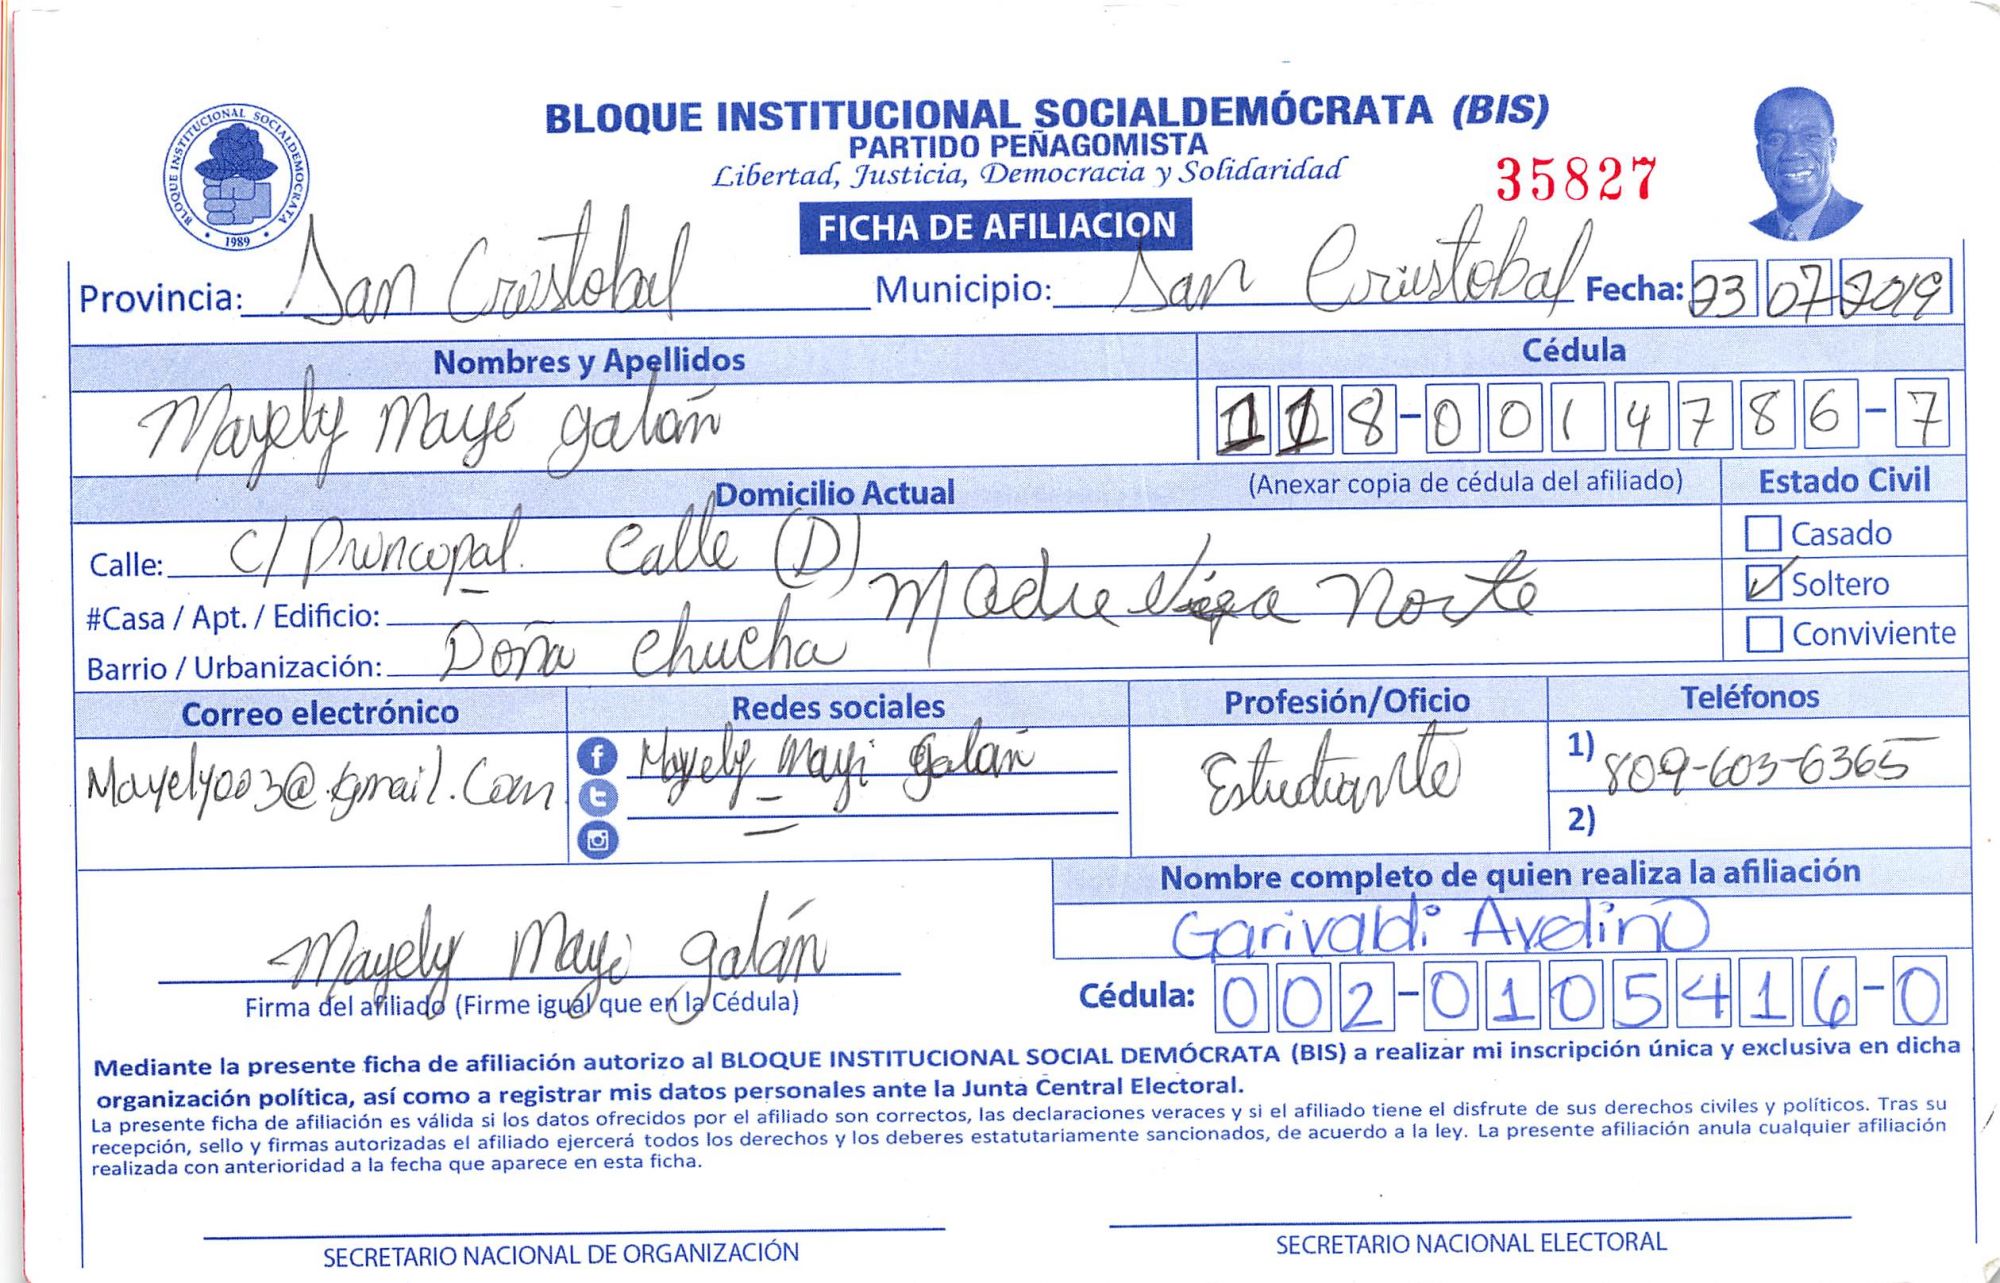 BLOQUE INSTITUCIONAL SOCIALDEMOCRATA
1989
BLOQUE INSTITUCIONAL SOCIALDEMÓCRATA (BIS)
PARTIDO PEÑAGOMISTA
Libertad, Justicia, Democracia y Solidaridad
35827
FICHA DE AFILIACION
Provincia: San Cristobal Municipio: San Cristobal Fecha: 23 07 2019
Nombres y Apellidos Cédula
Mayely Mayé galán 118-0014786-7
Domicilio Actual (Anexar copia de cédula del afiliado) Estado Civil
Calle: C/ Principal. Calle (D) Casado
#Casa / Apt. / Edificio: Madre Vieja Norte Soltero
Barrio / Urbanización: Doña Chucha Conviviente
Correo electrónico Redes sociales Profesión/Oficio Teléfonos
Mayely003@.gmail.Com Mayely Mayi Galán Estudiante 1) 809-603-6365
2)
Nombre completo de quien realiza la afiliación
Garivaldi Avelino
Mayely Mayi galán
Firma del afiliado (Firme igual que en la Cédula) Cédula: 002-0105416-0
Mediante la presente ficha de afiliación autorizo al BLOQUE INSTITUCIONAL SOCIAL DEMÓCRATA (BIS) a realizar mi inscripción única y exclusiva en dicha
organización política, así como a registrar mis datos personales ante la Junta Central Electoral.
La presente ficha de afiliación es válida si los datos ofrecidos por el afiliado son correctos, las declaraciones veraces y si el afiliado tiene el disfrute de sus derechos civiles y políticos. Tras su
recepción, sello y firmas autorizadas el afiliado ejercerá todos los derechos y los deberes estatutariamente sancionados, de acuerdo a la ley. La presente afiliación anula cualquier afiliación
realizada con anterioridad a la fecha que aparece en esta ficha.
SECRETARIO NACIONAL DE ORGANIZACIÓN SECRETARIO NACIONAL ELECTORAL